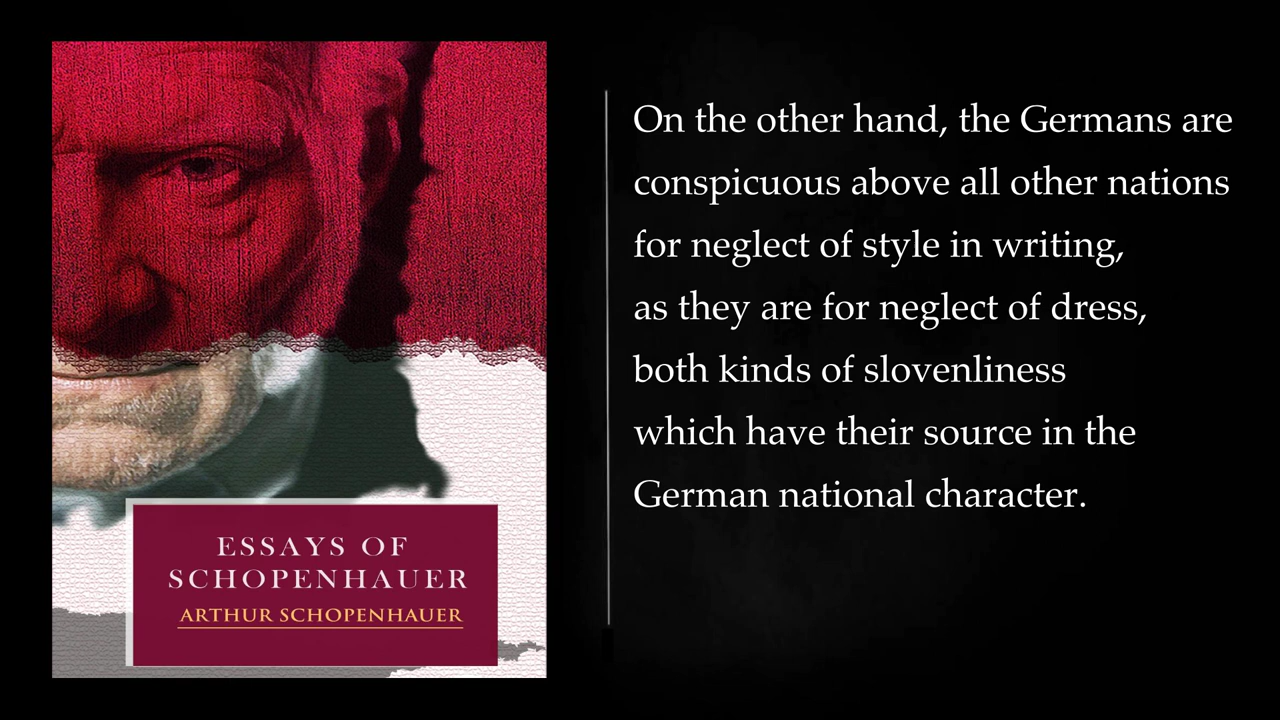 ESSAYS OF
SCHOPENHAUER
ARTHUR SCHOPENHAUER
On the other hand, the Germans are
conspicuous above all other nations
for neglect of style in writing,
as they are for neglect of dress,
both kinds of slovenliness
which have their source in the
German national character.